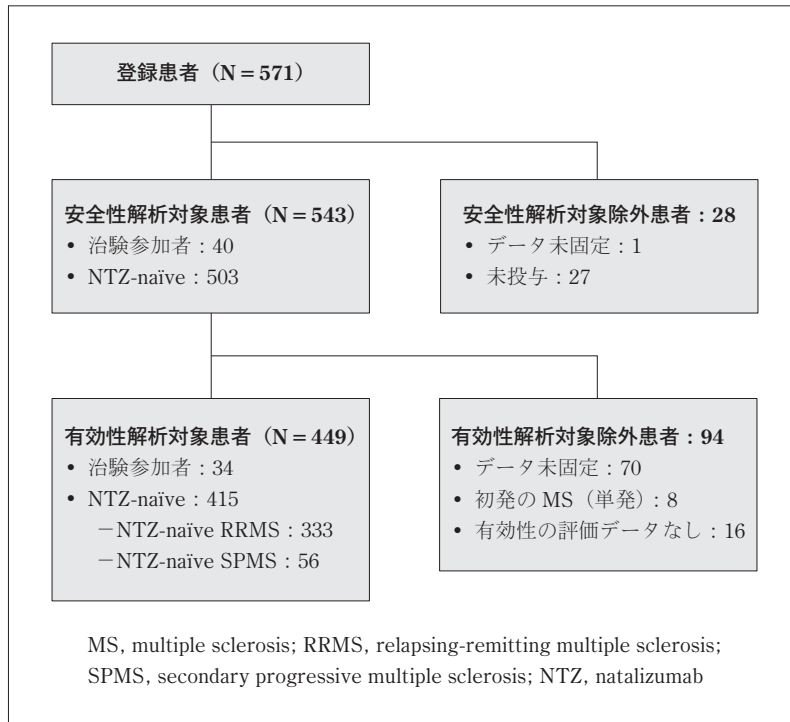 登録患者（N = 571）
安全性解析対象患者（N = 543）
• 治験参加者：40
• NTZ-naïve：503
安全性解析対象除外患者：28
• データ未固定：1
• 未投与：27
有効性解析対象患者（N = 449）
• 治験参加者：34
• NTZ-naïve：415
－NTZ-naïve RRMS：333
－NTZ-naïve SPMS：56
有効性解析対象除外患者：94
• データ未固定：70
• 初発の MS（単発）：8
• 有効性の評価データなし：16
MS, multiple sclerosis; RRMS, relapsing-remitting multiple sclerosis;
SPMS, secondary progressive multiple sclerosis; NTZ, natalizumab